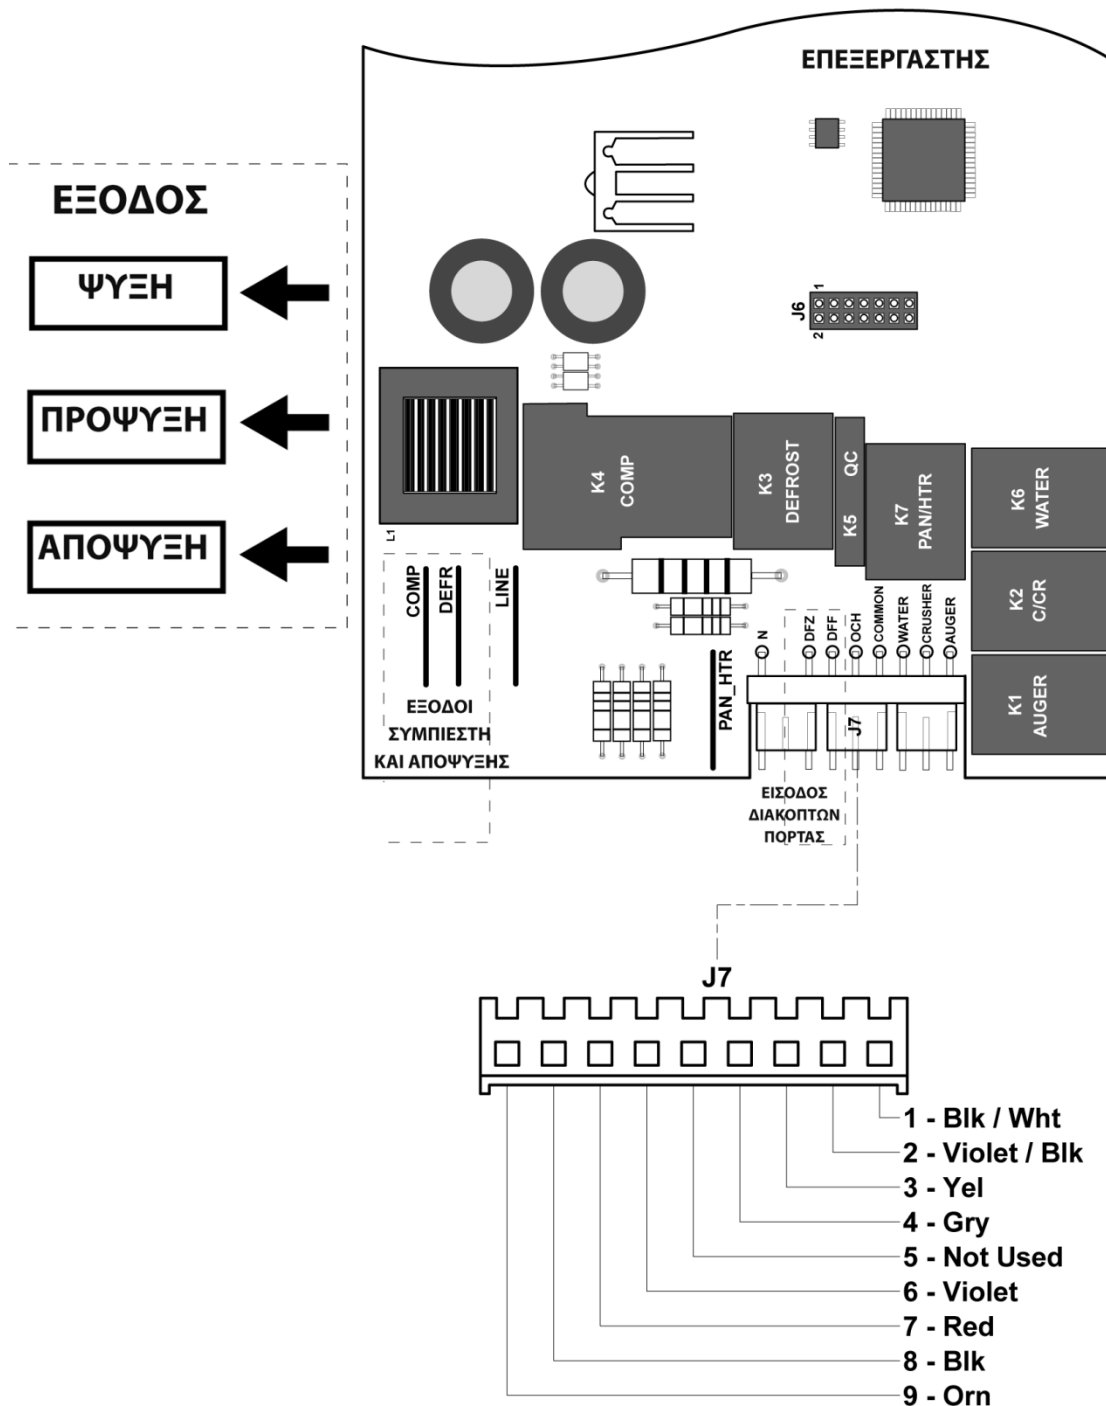 ΕΠΕΞΕΡΓΑΣΤΗΣ
ΕΞΟΔΟΣ
ΨΥΞΗ
ΠΡΟΨΥΞΗ
ΑΠΟΨΥΞΗ
J6
1
2
L1
K4
COMP
K3
DEFROST
K5 QC
K7
PAN/HTR
K6
WATER
K2
C/CR
K1
AUGER
COMP
DEFR
LINE
PAN_HTR
N
DFZ
DFF
OCH
COMMON
WATER
CRUSHER
AUGER
J7
ΕΞΟΔΟΙ
ΣΥΜΠΙΕΣΤΗ
ΚΑΙ ΑΠΟΨΥΞΗΣ
ΕΙΣΟΔΟΣ
ΔΙΑΚΟΠΤΩΝ
ΠΟΡΤΑΣ
J7
1 - Blk / Wht
2 - Violet / Blk
3 - Yel
4 - Gry
5 - Not Used
6 - Violet
7 - Red
8 - Blk
9 - Orn